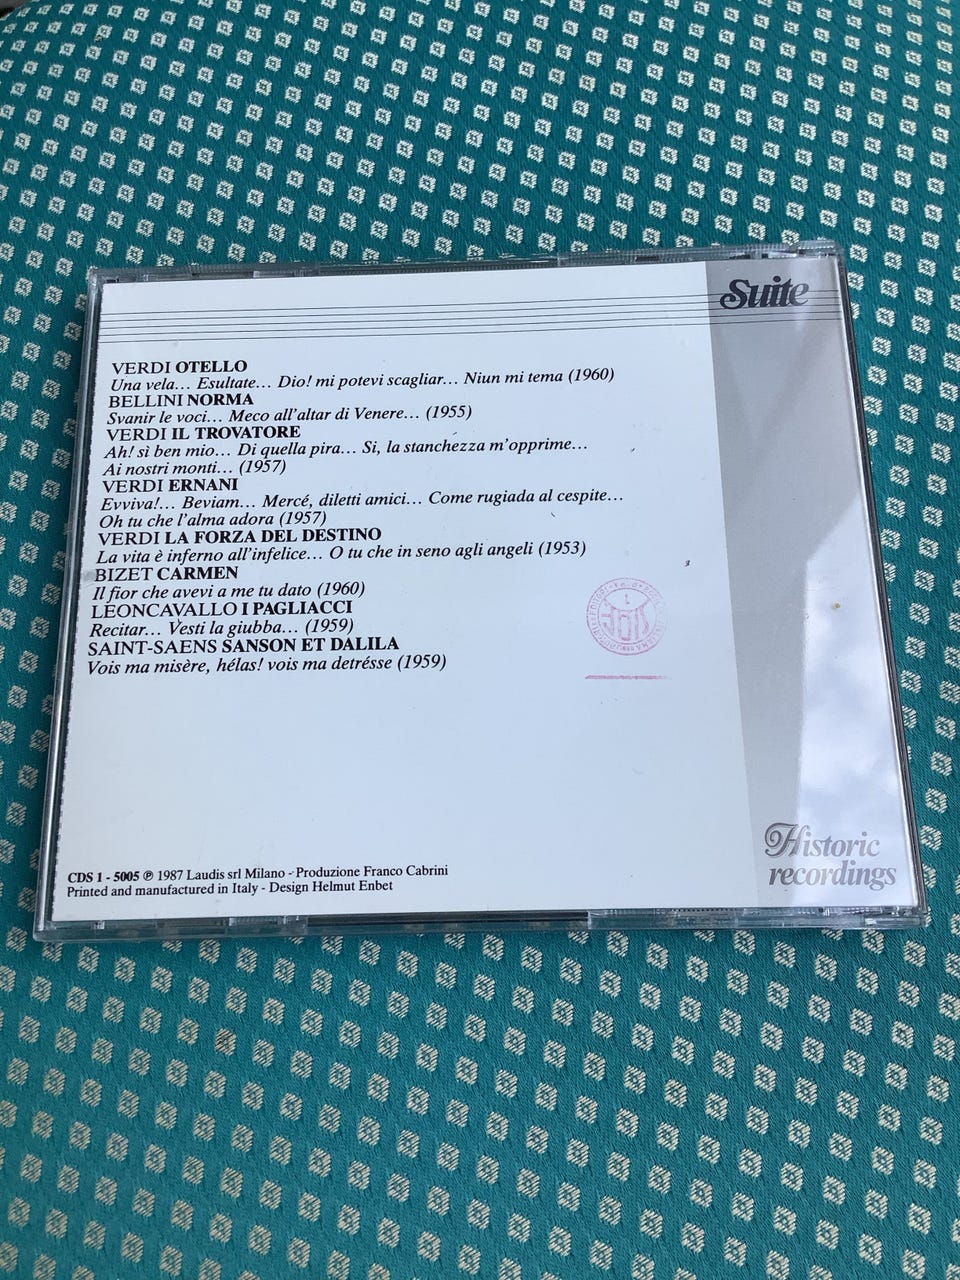 Suite
VERDI OTELLO
Una vela... Esultate... Dio! mi potevi scagliar... Niun mi tema (1960)
BELLINI NORMA
Svanir le voci... Meco all'altar di Venere... (1955)
VERDI IL TROVATORE
Ah! sì ben mio... Di quella pira... Si, la stanchezza m'opprime...
Ai nostri monti... (1957)
VERDI ERNANI
Evviva!... Beviam... Mercé, diletti amici... Come rugiada al cespite...
Oh tu che l'alma adora (1957)
VERDI LA FORZA DEL DESTINO
La vita è inferno all'infelice... O tu che in seno agli angeli (1953)
BIZET CARMEN
Il fior che avevi a me tu dato (1960)
LEONCAVALLO I PAGLIACCI
Recitar... Vesti la giubba... (1959)
SAINT-SAENS SANSON ET DALILA
Vois ma misère, hélas! vois ma detrésse (1959)
CDS 1 - 5005 ℗ 1987 Laudis srl Milano - Produzione Franco Cabrini
Printed and manufactured in Italy - Design Helmut Enbet
Historic
recordings